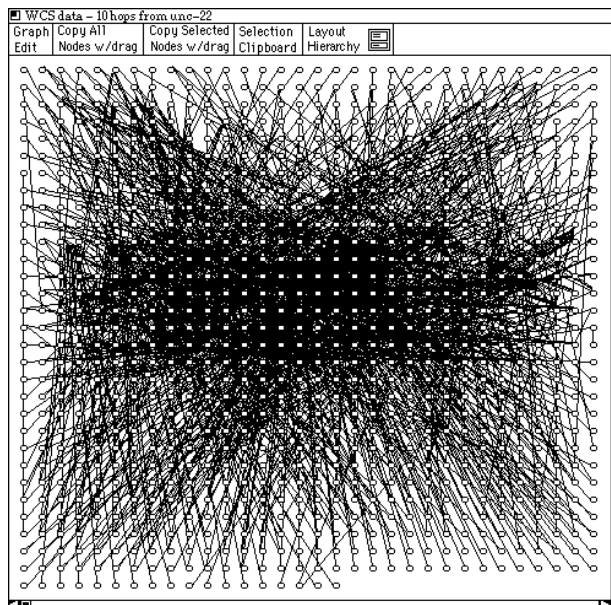 WCS data - 10 hops from unc-22
Graph Copy All Copy Selected Selection Layout
Edit Nodes w/drag Nodes w/drag Clipboard Hierarchy